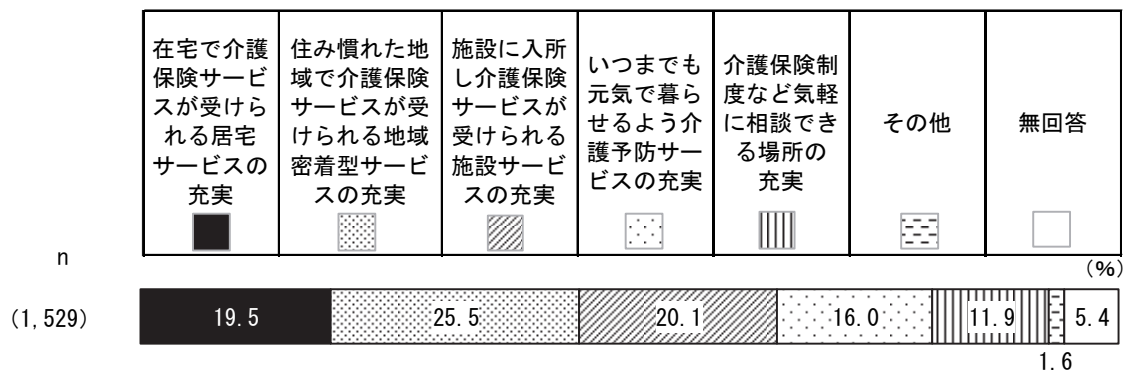 在宅で介護
保険サービ
スが受けら
れる居宅
サービスの
充実
住み慣れた地
域で介護保険
サービスが受
けられる地域
密着型サービ
スの充実
施設に入所
し介護保険
サービスが
受けられる
施設サービ
スの充実
いつまでも
元気で暮ら
せるよう介
護予防サー
ビスの充実
介護保険制
度など気軽
に相談でき
る場所の
充実
その他
無回答
n
(%)
(1,529)
19.5
25.5
20.1
16.0
11.9
1.6
5.4